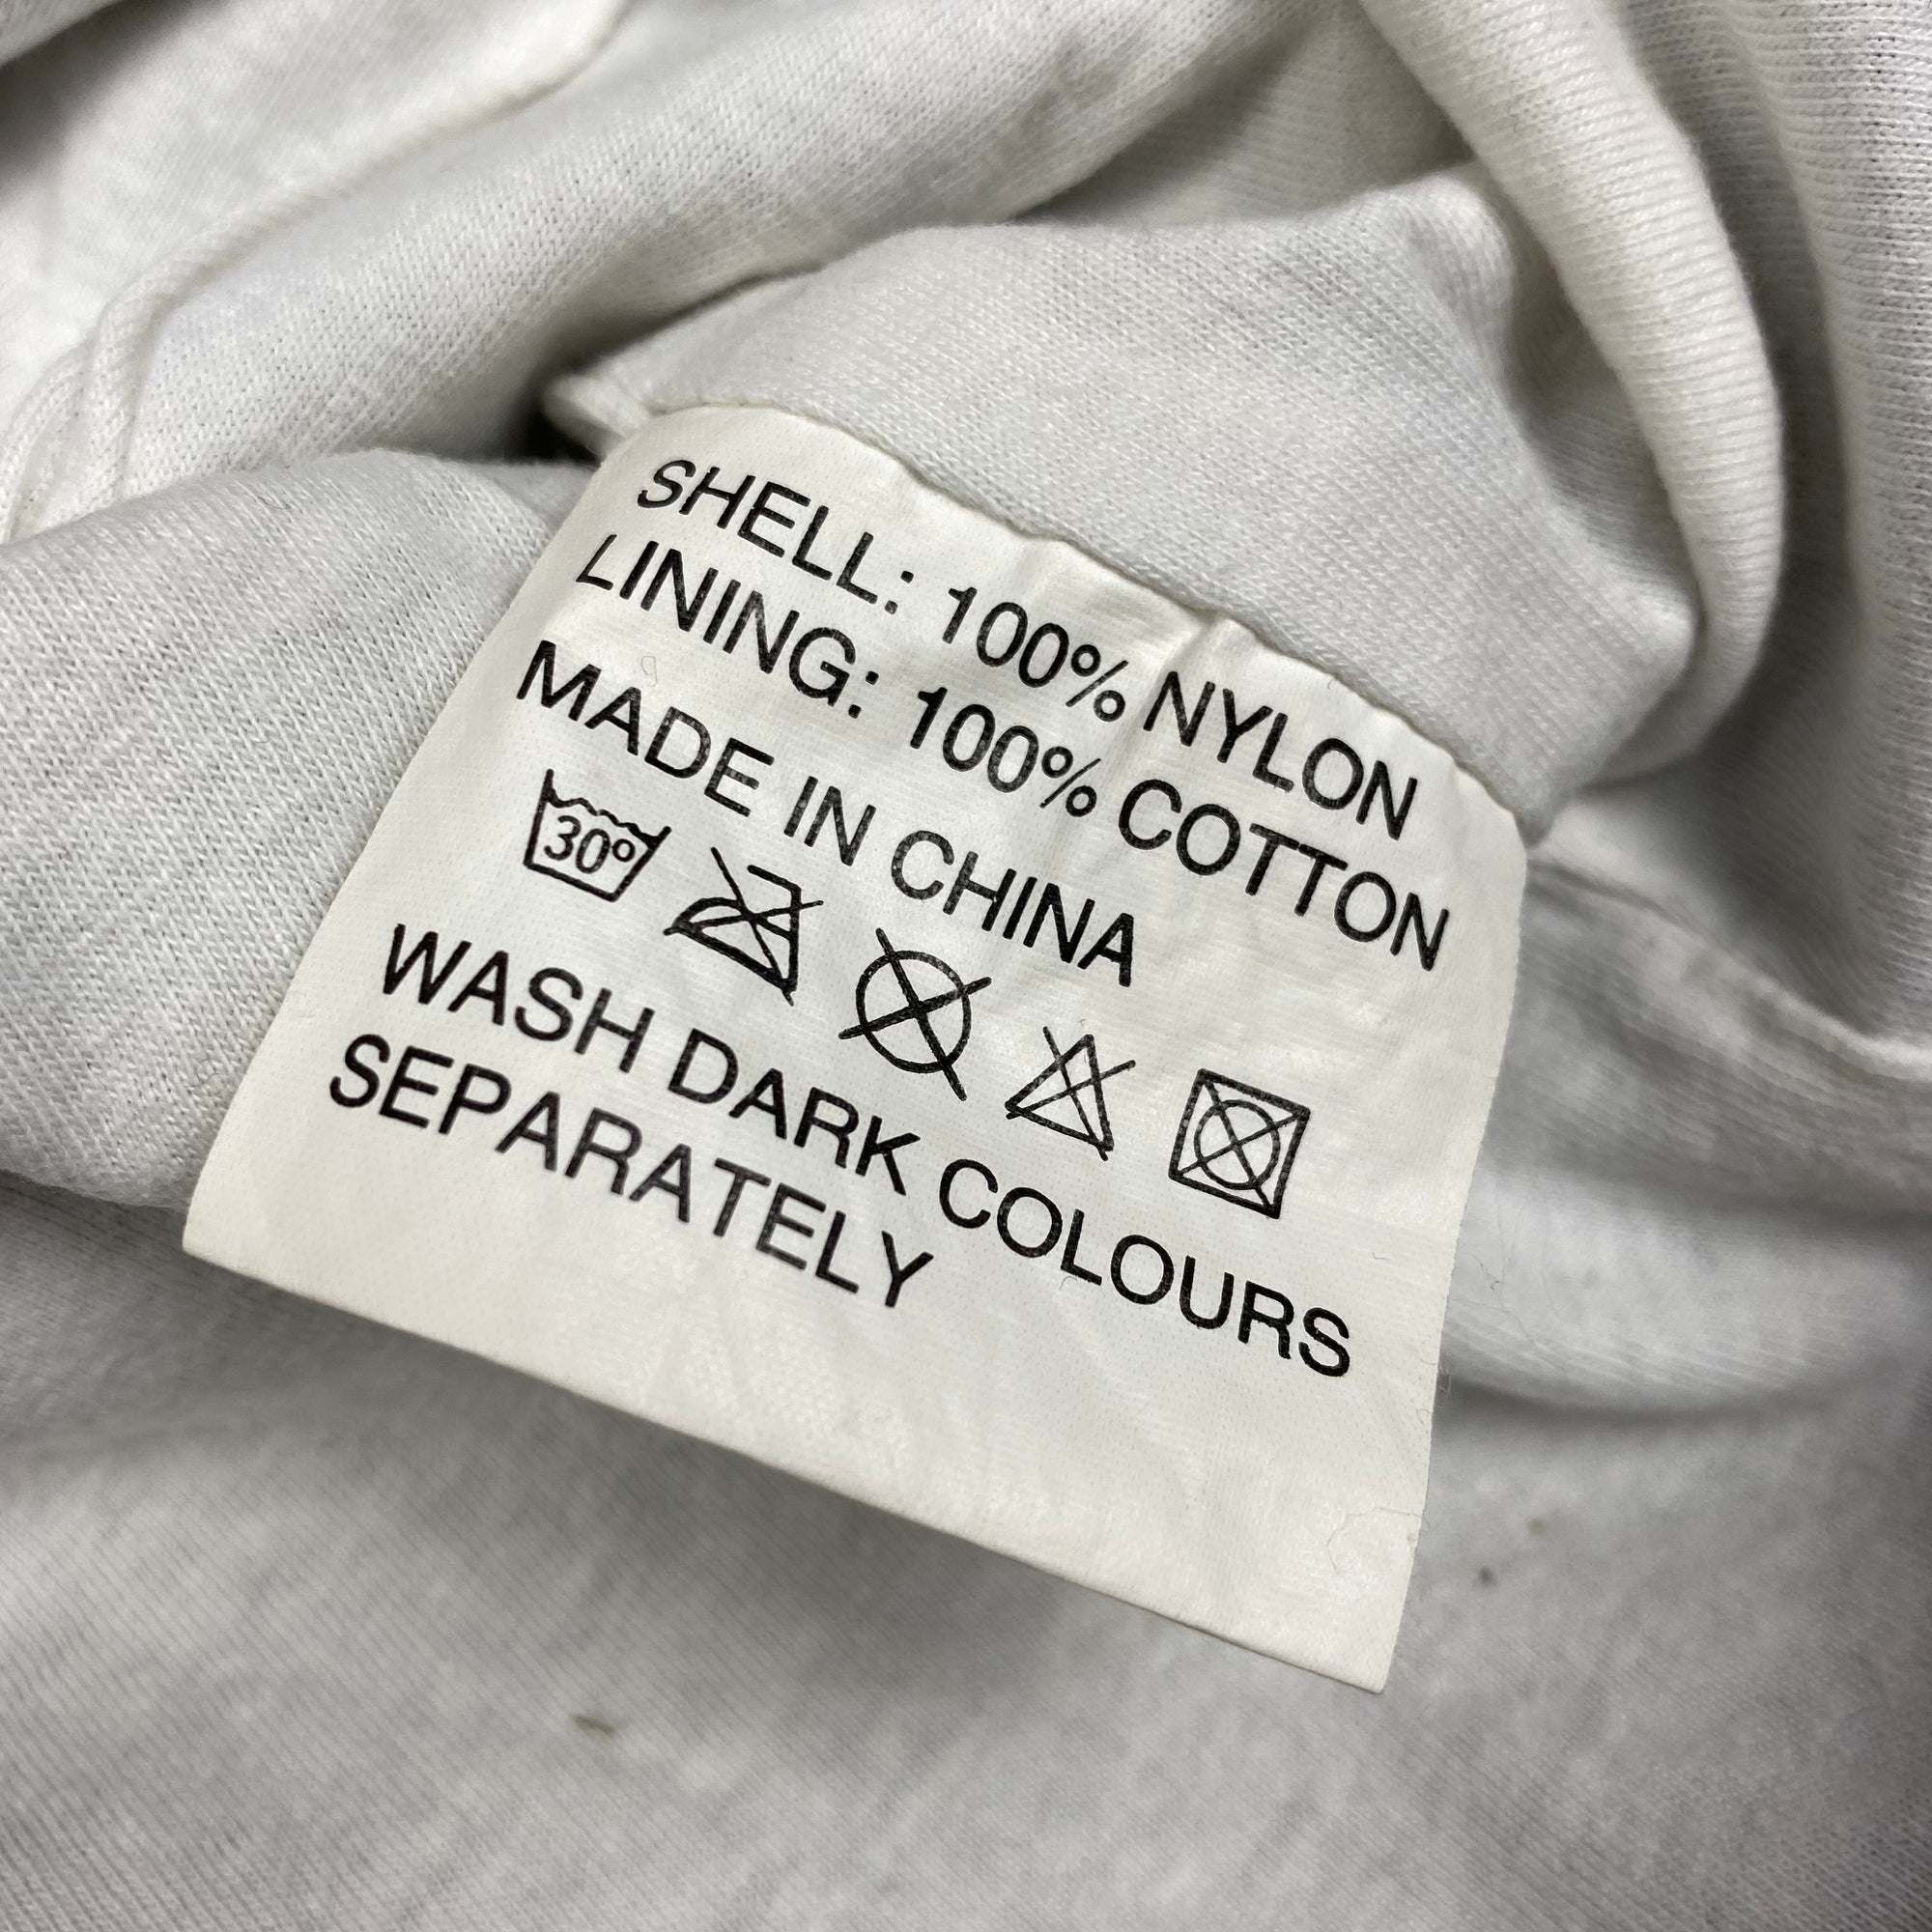 SHELL: 100% NYLON
LINING: 100% COTTON
MADE IN CHINA
30°
WASH DARK COLOURS
SEPARATELY